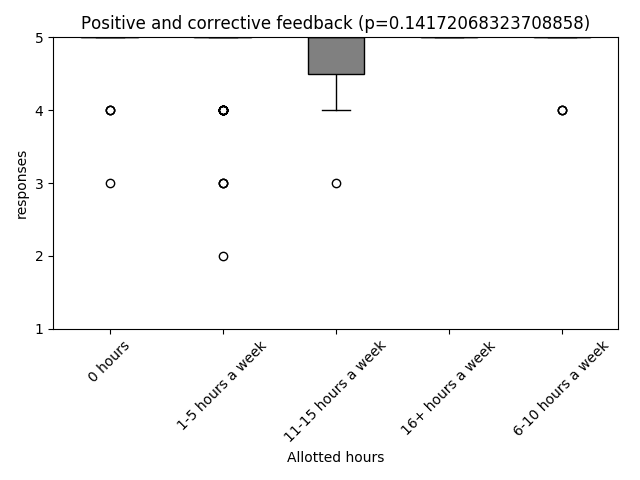 Positive and corrective feedback (p=0.14172068323708858)
5
4
3
2
1
responses
0 hours
1-5 hours a week
11-15 hours a week
16+ hours a week
6-10 hours a week
Allotted hours